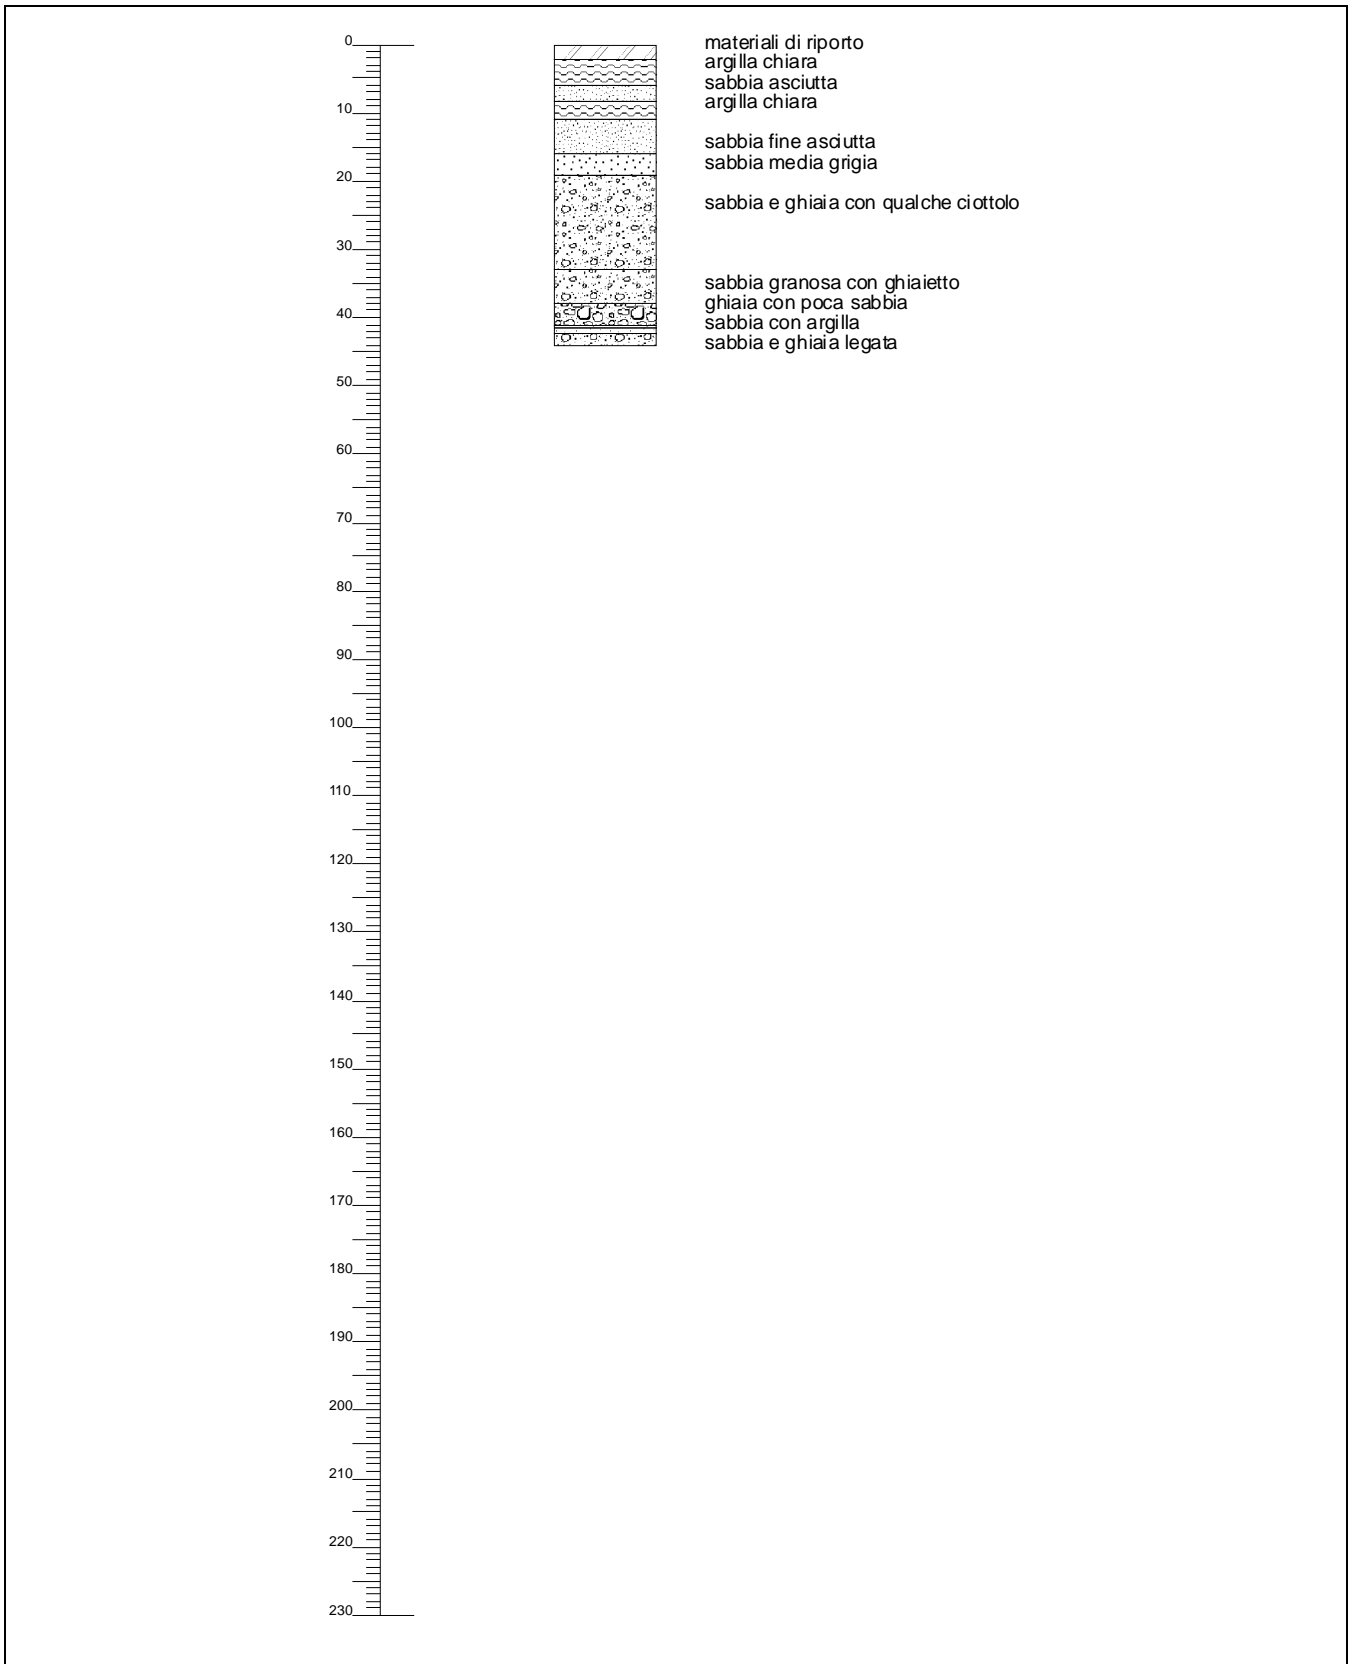 0
materiali di riporto
argilla chiara
sabbia asciutta
argilla chiara
10
sabbia fine asciutta
sabbia media grigia
20
sabbia e ghiaia con qualche ciottolo
30
sabbia granosa con ghiaietto
ghiaia con poca sabbia
40
sabbia con argilla
sabbia e ghiaia legata
50
60
70
80
90
100
110
120
130
140
150
160
170
180
190
200
210
220
230